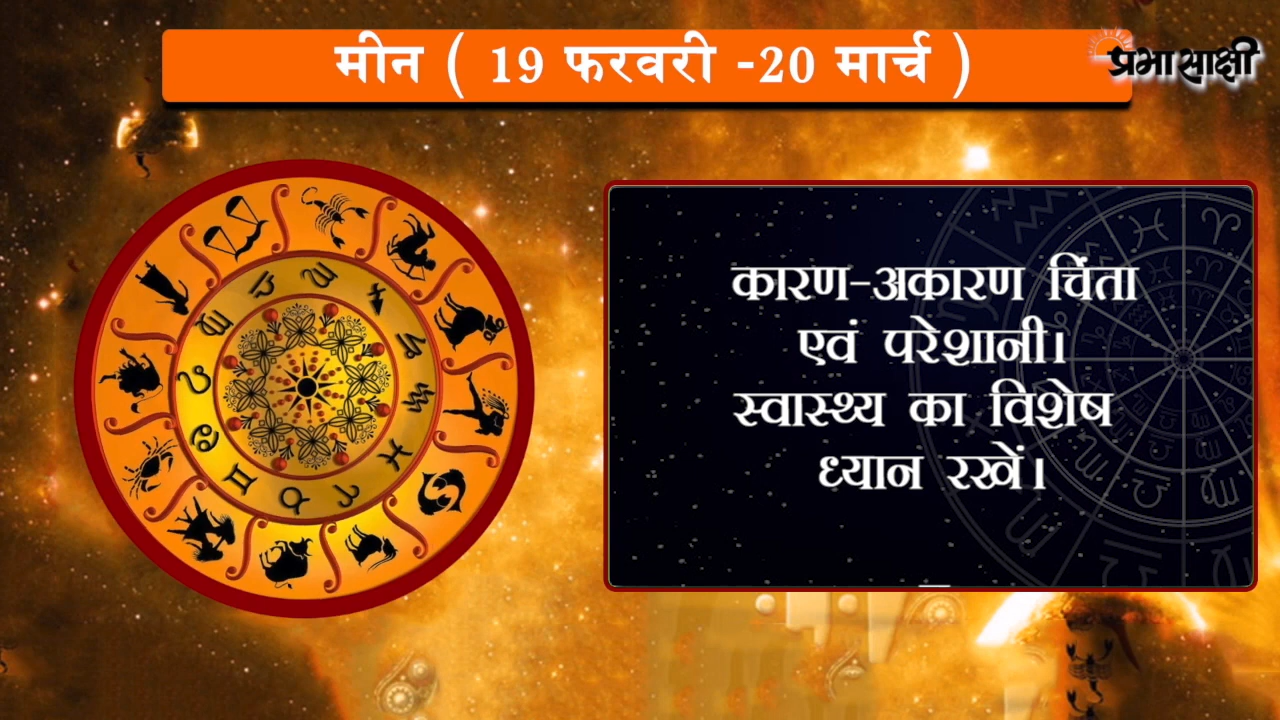 मीन ( 19 फरवरी -20 मार्च )
प्रभासाक्षी
कारण-अकारण चिंता
एवं परेशानी।
स्वास्थ्य का विशेष
ध्यान रखें।